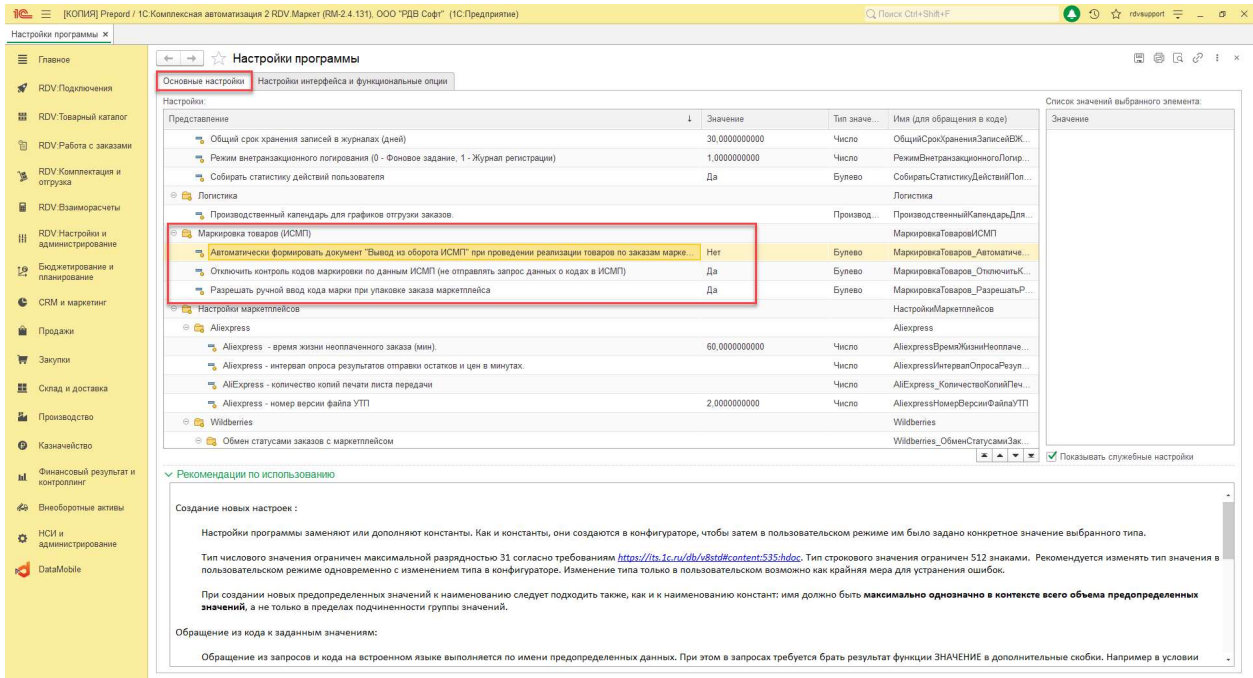 1С [КОПИЯ] Preprod / 1С:Комплексная автоматизация 2 RDV.Маркет (RM-2.4.131), ООО "РДВ Софт" (1С:Предприятие) Поиск Ctrl+Shift+F rdvsupport
Настройки программы ×
Главное
RDV:Подключения
RDV:Товарный каталог
RDV:Работа с заказами
RDV:Комплектация и
отгрузка
RDV:Взаиморасчеты
RDV:Настройки и
администрирование
Бюджетирование и
планирование
CRM и маркетинг
Продажи
Закупки
Склад и доставка
Производство
Казначейство
Финансовый результат и
контроллинг
Внеоборотные активы
НСИ и
администрирование
DataMobile
Настройки программы
Основные настройки Настройки интерфейса и функциональные опции
Настройки: Список значений выбранного элемента:
Представление ↓ Значение Тип значе... Имя (для обращения в коде) Значение
Общий срок хранения записей в журналах (дней) 30,0000000000 Число ОбщийСрокХраненияЗаписейВЖ...
Режим внетранзакционного логирования (0 - Фоновое задание, 1 - Журнал регистрации) 1,0000000000 Число РежимВнетранзакционногоЛогир...
Собирать статистику действий пользователя Да Булево СобиратьСтатистикуДействийПол...
Логистика Логистика
Производственный календарь для графиков отгрузки заказов. Производ... ПроизводственныйКалендарьДля...
Маркировка товаров (ИСМП) МаркировкаТоваровИСМП
Автоматически формировать документ "Вывод из оборота ИСМП" при проведении реализации товаров по заказам марке... Нет Булево МаркировкаТоваров_Автоматиче...
Отключить контроль кодов маркировки по данным ИСМП (не отправлять запрос данных о кодах в ИСМП) Да Булево МаркировкаТоваров_ОтключитьК...
Разрешать ручной ввод кода марки при упаковке заказа маркетплейса Да Булево МаркировкаТоваров_РазрешатьР...
Настройки маркетплейсов НастройкиМаркетплейсов
Aliexpress Aliexpress
Aliexpress - время жизни неоплаченного заказа (мин). 60,0000000000 Число AliexpressВремяЖизниНеоплаче...
Aliexpress - интервал опроса результатов отправки остатков и цен в минутах. Число AliexpressИнтервалОпросаРезул...
AliExpress - количество копий печати листа передачи Число AliExpress_КоличествоКопийПеч...
Aliexpress - номер версии файла УТП 2,0000000000 Число AliexpressНомерВерсииФайлаУТП
Wildberries Wildberries
Обмен статусами заказов с маркетплейсом Wildberries_ОбменСтатусамиЗак...
Показывать служебные настройки
Рекомендации по использованию
Создание новых настроек :
Настройки программы заменяют или дополняют константы. Как и константы, они создаются в конфигураторе, чтобы затем в пользовательском режиме им было задано конкретное значение выбранного типа.
Тип числового значения ограничен максимальной разрядностью 31 согласно требованиям https://its.1c.ru/db/v8std#content:535:hdoc. Тип строкового значения ограничен 512 знаками. Рекомендуется изменять тип значения в
пользовательском режиме одновременно с изменением типа в конфигураторе. Изменение типа только в пользовательском возможно как крайняя мера для устранения ошибок.
При создании новых предопределенных значений к наименованию следует подходить также, как и к наименованию констант: имя должно быть максимально однозначно в контексте всего объема предопределенных
значений, а не только в пределах подчиненности группы значений.
Обращение из кода к заданным значениям:
Обращение из запросов и кода на встроенном языке выполняется по имени предопределенных данных. При этом в запросах требуется брать результат функции ЗНАЧЕНИЕ в дополнительные скобки. Например в условии